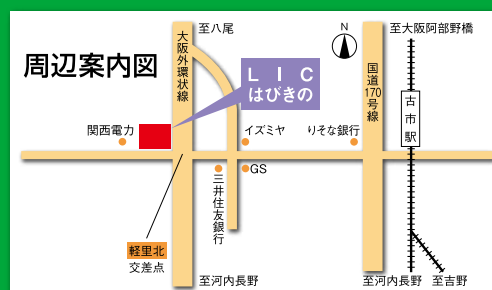 周辺案内図
至八尾
大阪外環状線
LIC
はびきの
N
至大阪阿部野橋
国道170号線
古市駅
関西電力
イズミヤ
りそな銀行
三井住友銀行
GS
軽里北
交差点
至河内長野
至河内長野
至吉野